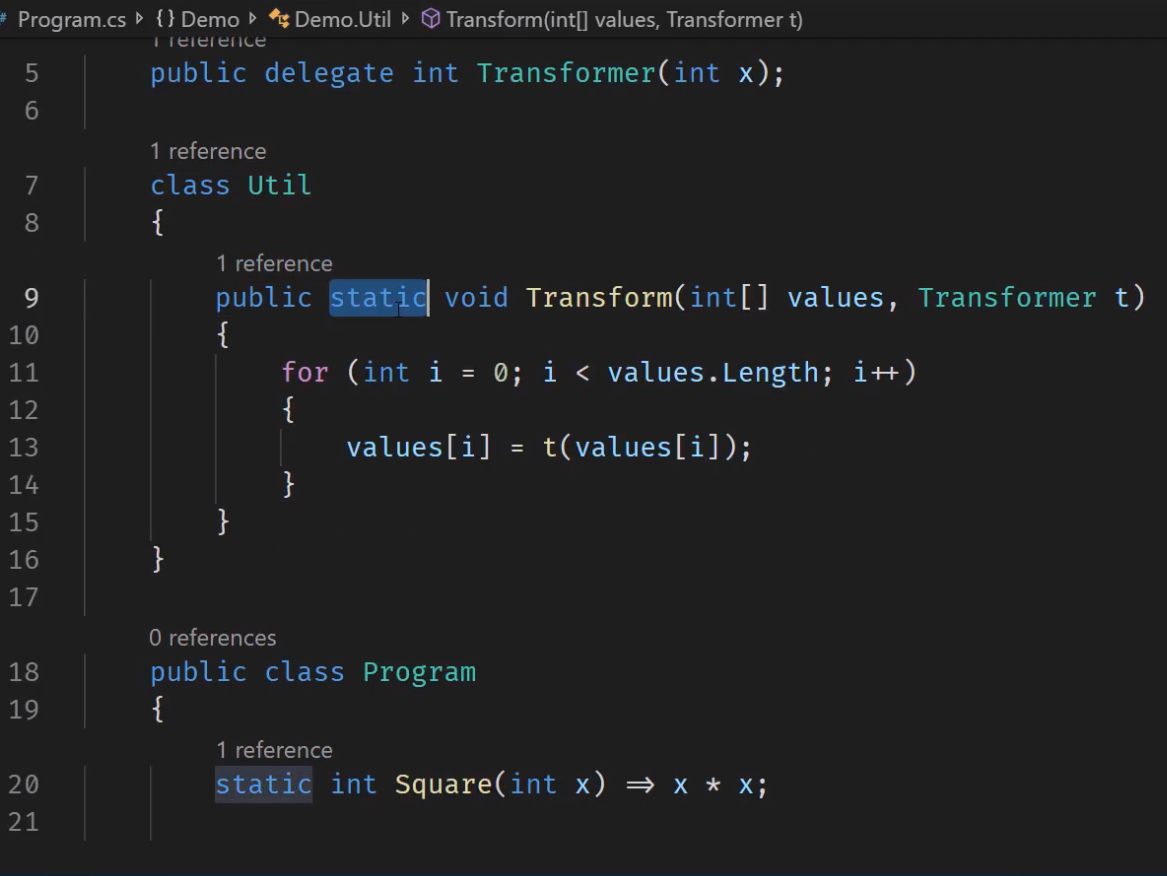 Program.cs {} Demo Demo.Util Transform(int[] values, Transformer t)
1 reference
5 public delegate int Transformer(int x);
6
1 reference
7 class Util
8 {
1 reference
9 public static void Transform(int[] values, Transformer t)
10 {
11 for (int i = 0; i < values.Length; i++)
12 {
13 values[i] = t(values[i]);
14 }
15 }
16 }
17
0 references
18 public class Program
19 {
1 reference
20 static int Square(int x) => x * x;
21